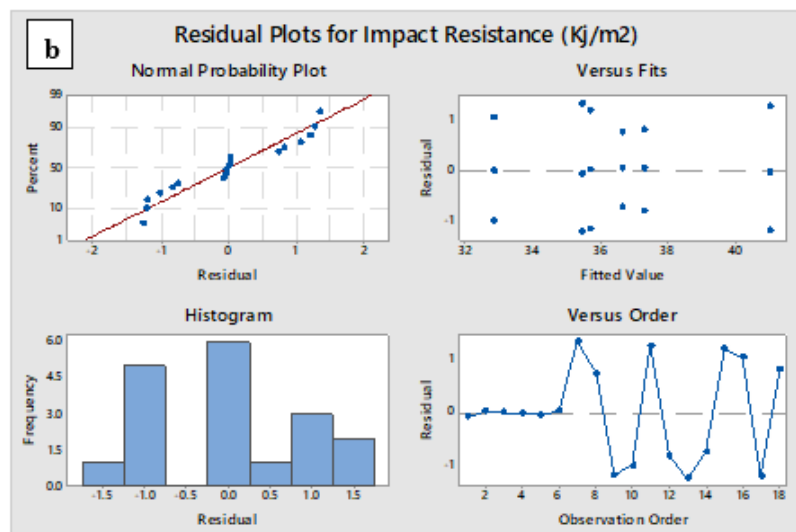 b
Residual Plots for Impact Resistance (Kj/m2)
Normal Probability Plot
Percent
99
90
50
10
1
-2 -1 0 1 2
Residual
Versus Fits
Residual
1
0
-1
32 34 36 38 40
Fitted Value
Histogram
Frequency
6.0
4.5
3.0
1.5
0.0
-1.5 -1.0 -0.5 0.0 0.5 1.0 1.5
Residual
Versus Order
Residual
1
0
-1
2 4 6 8 10 12 14 16 18
Observation Order